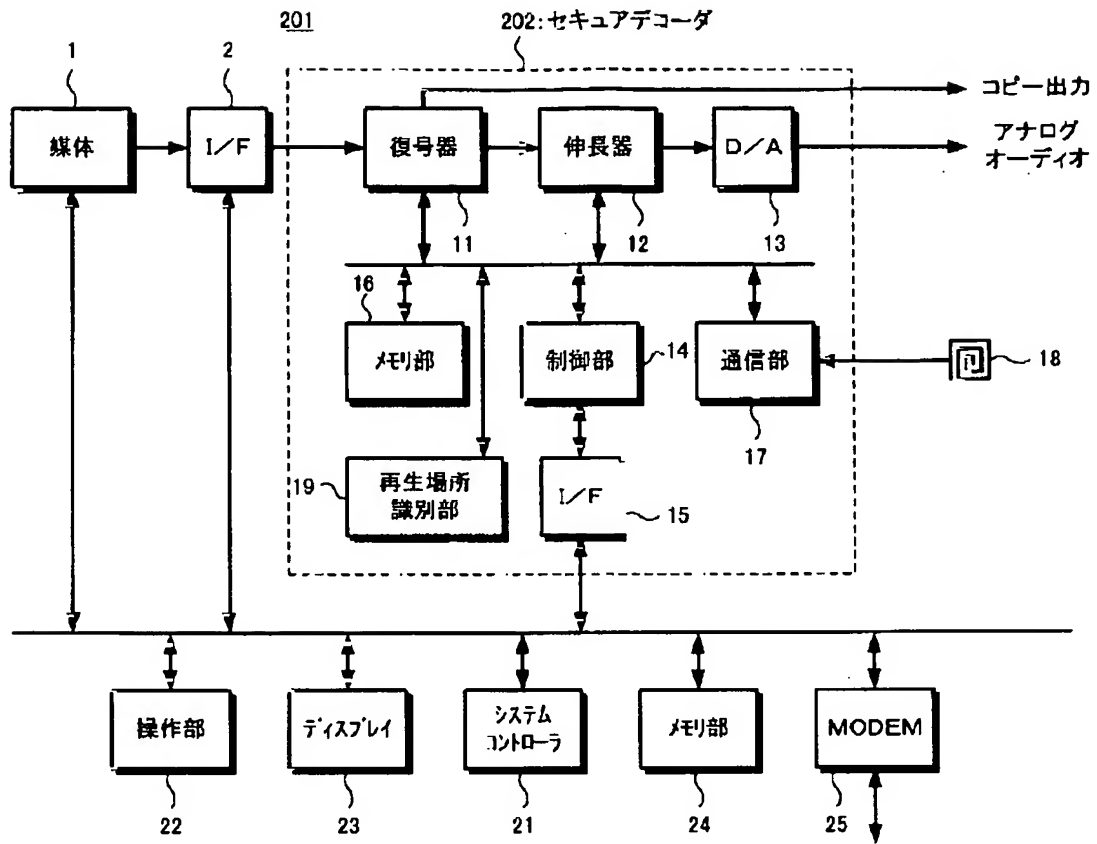 201
202:セキュアデコーダ
1
2
媒体
I/F
復号器
伸長器
D/A
コピー出力
アナログ
オーディオ
11
12
13
16
メモリ部
制御部
14
通信部
18
17
19
再生場所
識別部
I/F
15
操作部
ディスプレイ
システム
コントローラ
メモリ部
MODEM
22
23
21
24
25